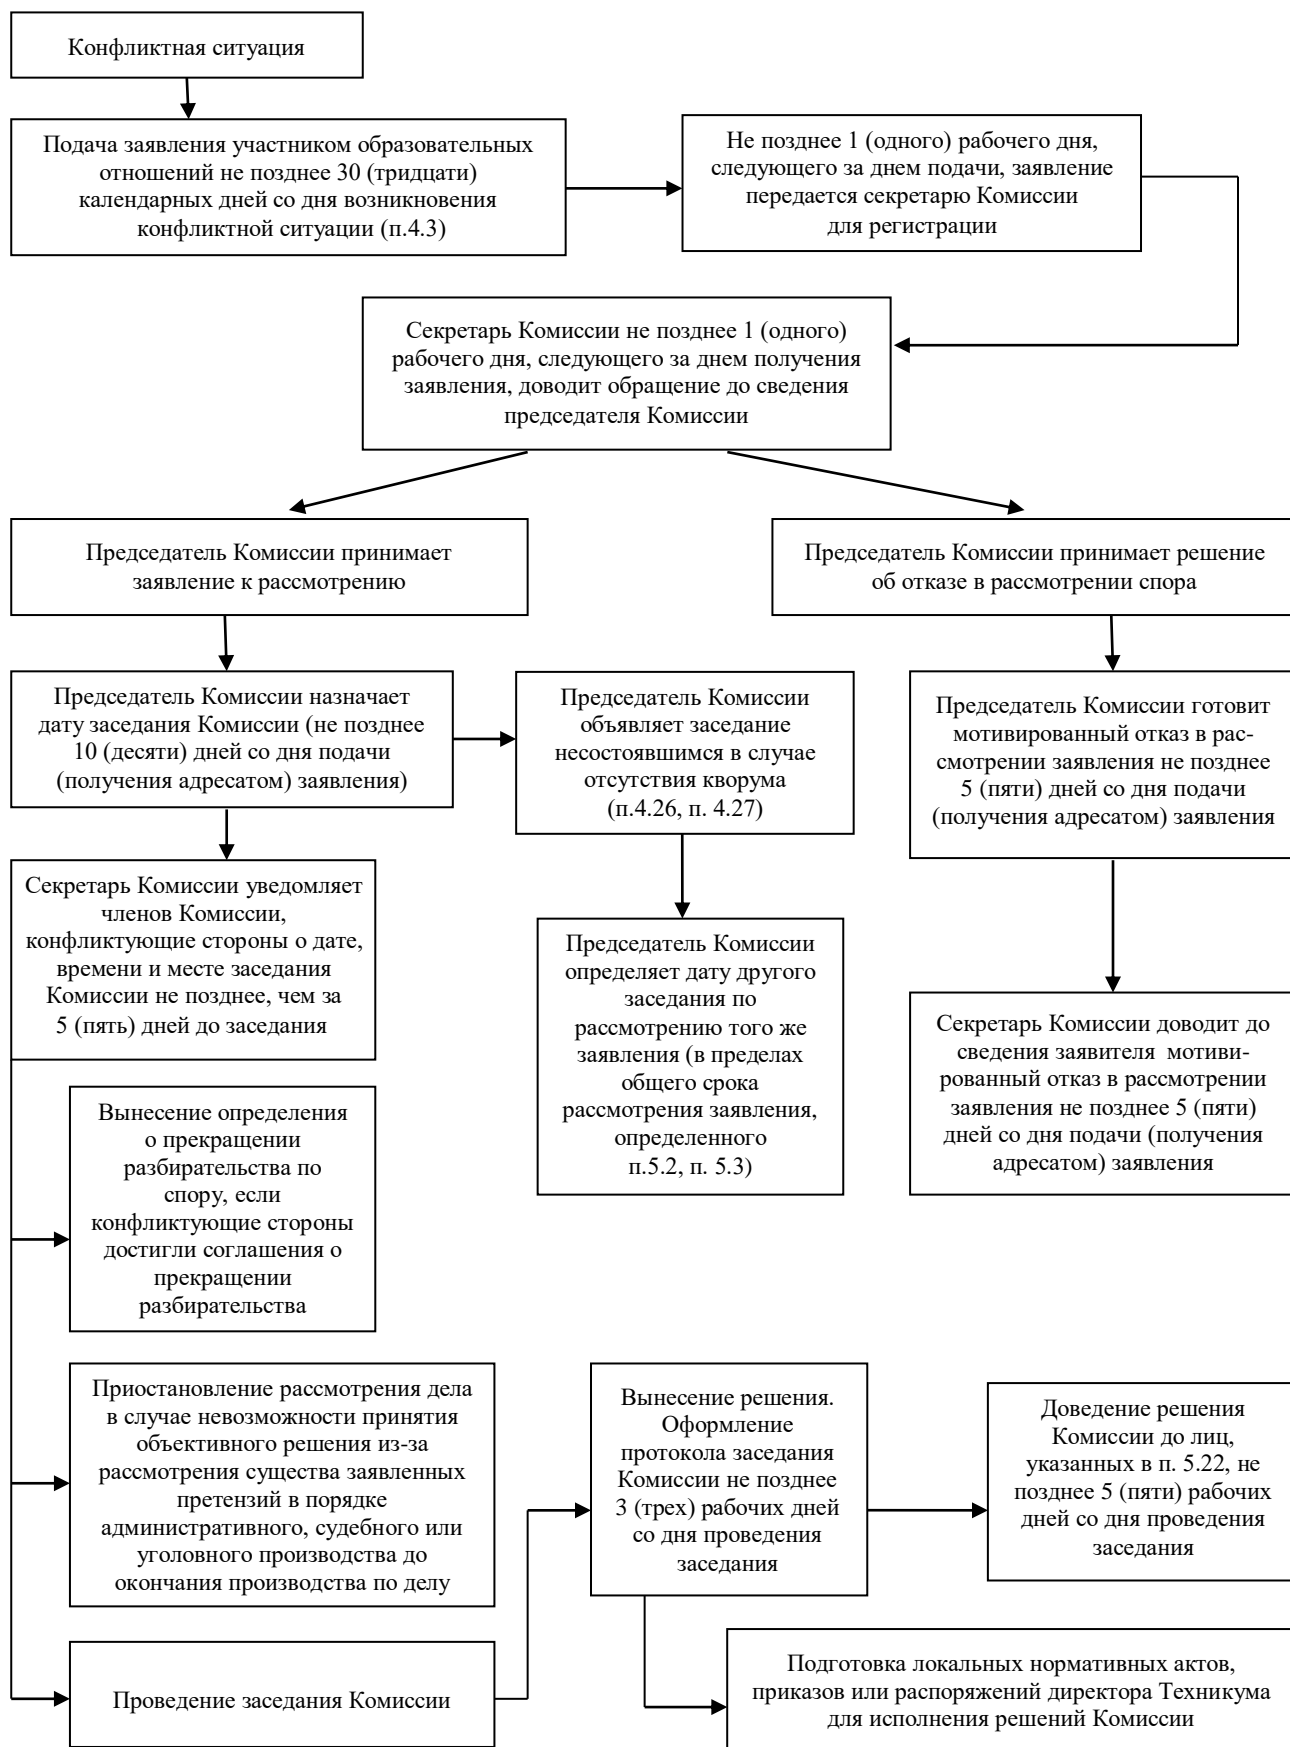 Конфликтная ситуация
Подача заявления участником образовательных
отношений не позднее 30 (тридцати)
календарных дней со дня возникновения
конфликтной ситуации (п.4.3)
Не позднее 1 (одного) рабочего дня,
следующего за днем подачи, заявление
передается секретарю Комиссии
для регистрации
Секретарь Комиссии не позднее 1 (одного)
рабочего дня, следующего за днем получения
заявления, доводит обращение до сведения
председателя Комиссии
Председатель Комиссии принимает
заявление к рассмотрению
Председатель Комиссии принимает решение
об отказе в рассмотрении спора
Председатель Комиссии назначает
дату заседания Комиссии (не позднее
10 (десяти) дней со дня подачи
(получения адресатом) заявления)
Председатель Комиссии
объявляет заседание
несостоявшимся в случае
отсутствия кворума
(п.4.26, п. 4.27)
Председатель Комиссии готовит
мотивированный отказ в рас-
смотрении заявления не позднее
5 (пяти) дней со дня подачи
(получения адресатом) заявления
Секретарь Комиссии уведомляет
членов Комиссии,
конфликтующие стороны о дате,
времени и месте заседания
Комиссии не позднее, чем за
5 (пять) дней до заседания
Председатель Комиссии
определяет дату другого
заседания по
рассмотрению того же
заявления (в пределах
общего срока
рассмотрения заявления,
определенного
п.5.2, п. 5.3)
Секретарь Комиссии доводит до
сведения заявителя  мотиви-
рованный отказ в рассмотрении
заявления не позднее 5 (пяти)
дней со дня подачи (получения
адресатом) заявления
Вынесение определения
о прекращении
разбирательства по
спору, если
конфликтующие стороны
достигли соглашения о
прекращении
разбирательства
Приостановление рассмотрения дела
в случае невозможности принятия
объективного решения из-за
рассмотрения существа заявленных
претензий в порядке
административного, судебного или
уголовного производства до
окончания производства по делу
Вынесение решения.
Оформление
протокола заседания
Комиссии не позднее
3 (трех) рабочих дней
со дня проведения
заседания
Доведение решения
Комиссии до лиц,
указанных в п. 5.22, не
позднее 5 (пяти) рабочих
дней со дня проведения
заседания
Проведение заседания Комиссии
Подготовка локальных нормативных актов,
приказов или распоряжений директора Техникума
для исполнения решений Комиссии